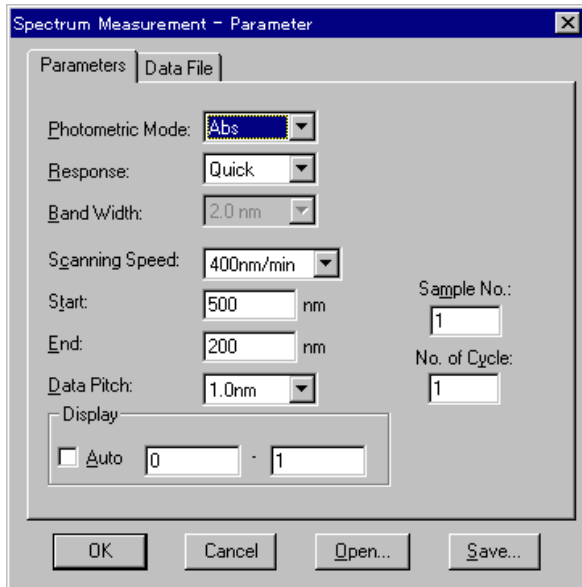 Spectrum Measurement - Parameter
Parameters Data File
Photometric Mode: Abs
Response: Quick
Band Width: 2.0 nm
Scanning Speed: 400nm/min
Start: 500 nm
Sample No.:
1
End: 200 nm
No. of Cycle:
Data Pitch: 1.0nm 1
Display
Auto 0 - 1
OK Cancel Open... Save...